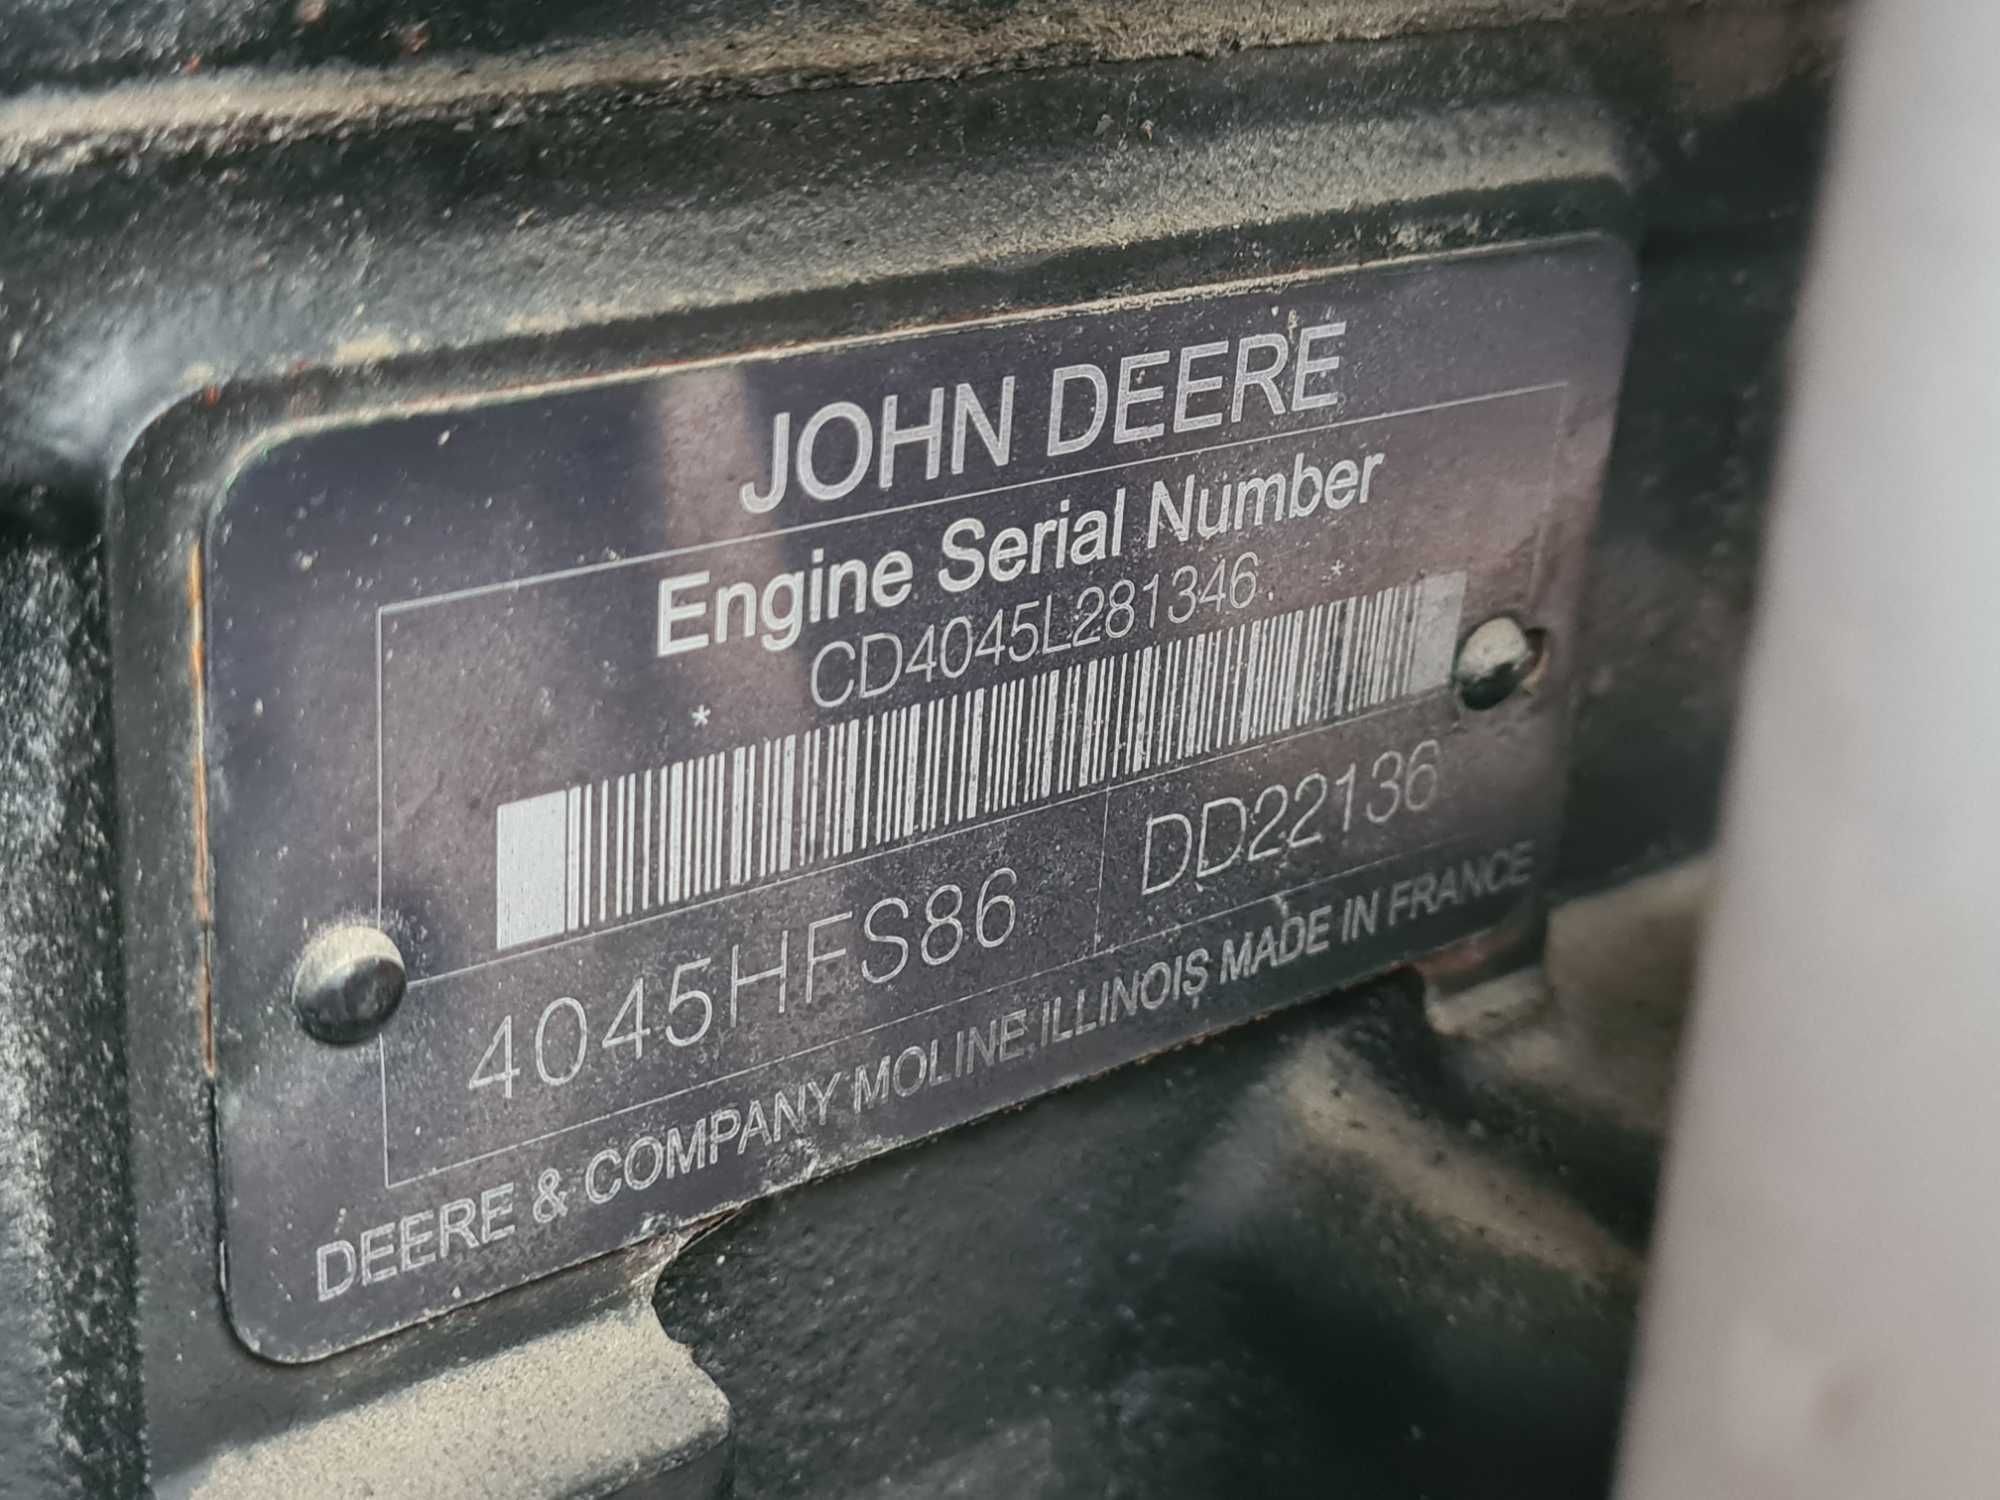 JOHN DEERE
Engine Serial Number
* CD4045L281346 *
4045HFS86 DD22136
DEERE & COMPANY MOLINE, ILLINOIS MADE IN FRANCE